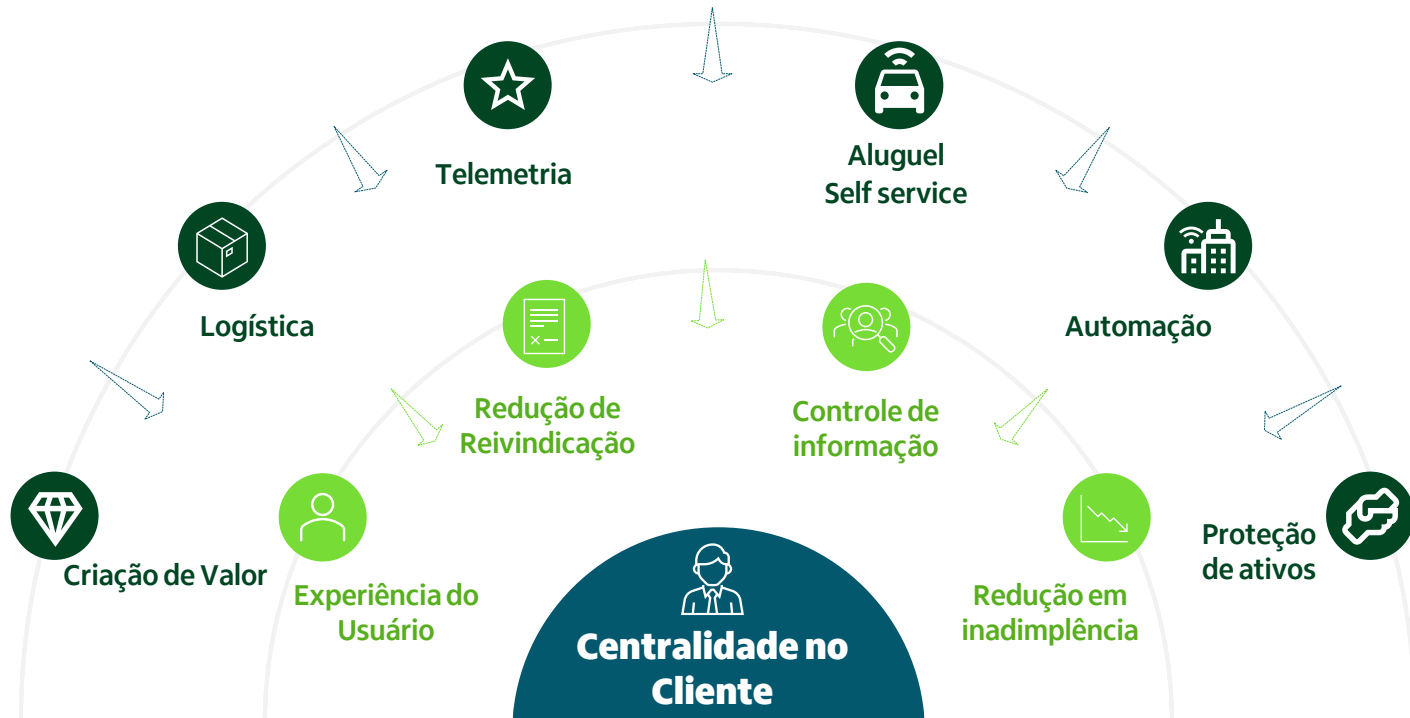 Telemetria
Aluguel
Self service
Logística
Automação
Redução de
Reivindicação
Controle de
informação
Criação de Valor
Experiência do
Usuário
Redução em
inadimplência
Proteção
de ativos
Centralidade no
Cliente